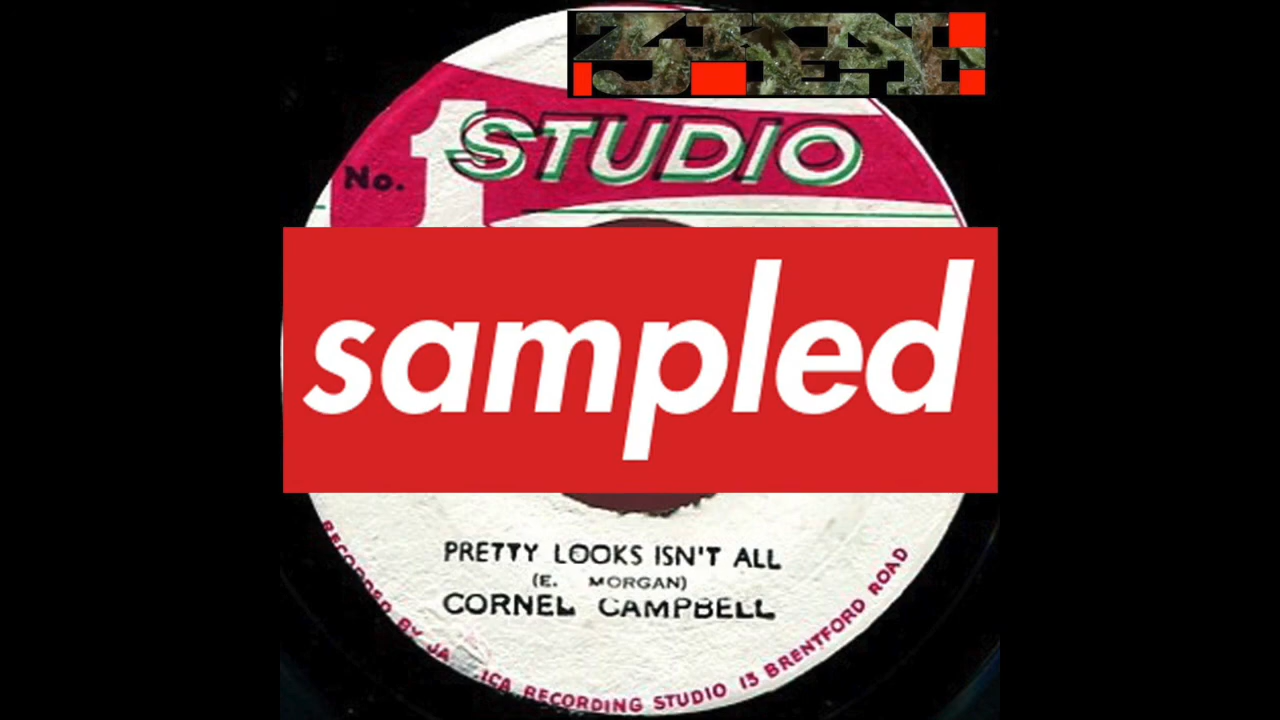 STUDIO
No. 1
sampled
PRETTY LOOKS ISN'T ALL
(E. MORGAN)
CORNEL CAMPBELL
RECORDED BY JA ICA RECORDING STUDIO 13 BRENTFORD ROAD